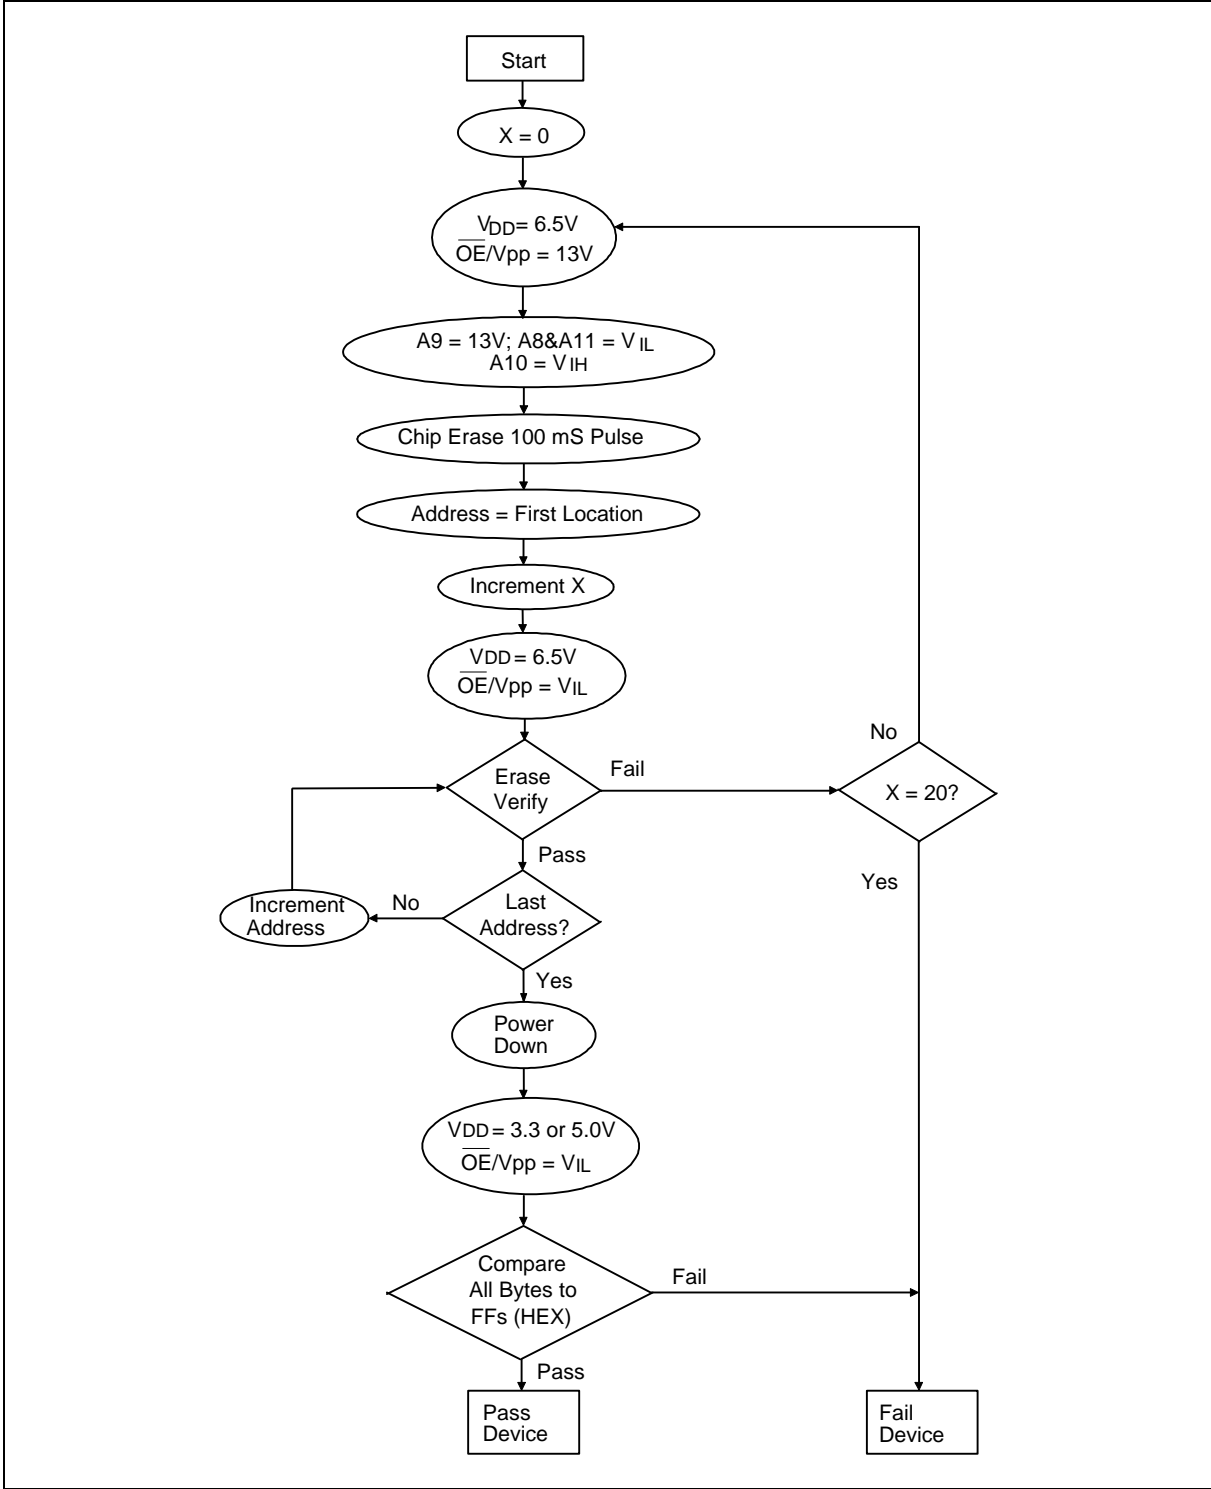 Start
X = 0
VDD = 6.5V
OE/Vpp = 13V
A9 = 13V; A8&A11 = VIL
A10 = VIH
Chip Erase 100 mS Pulse
Address = First Location
Increment X
VDD = 6.5V
OE/Vpp = VIL
No
Erase
Verify
Fail
X = 20?
Pass
Yes
Increment
Address
No
Last
Address?
Yes
Power
Down
VDD = 3.3 or 5.0V
OE/Vpp = VIL
Compare
All Bytes to
FFs (HEX)
Fail
Pass
Pass
Device
Fail
Device